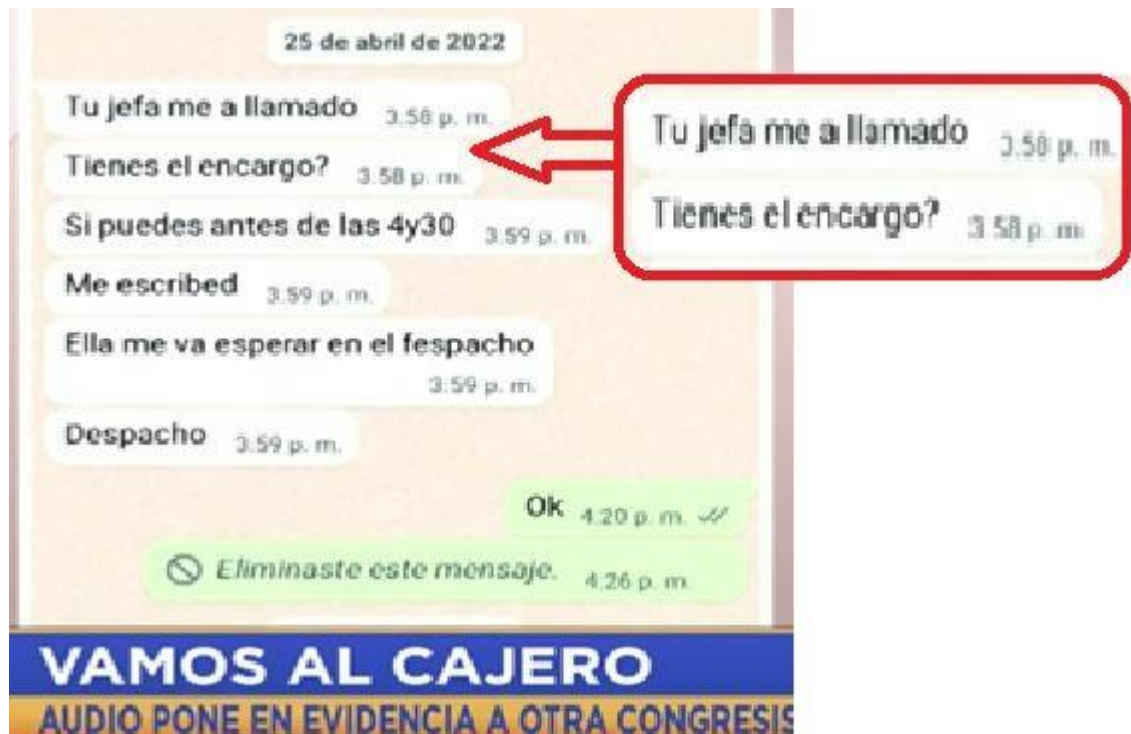 25 de abril de 2022
Tu jefa me a llamado 3.58 p. m.
Tienes el encargo? 3.58 p. m.
Si puedes antes de las 4y30 3.59 p. m.
Me escribed 3.59 p. m.
Ella me va esperar en el fespacho
3:59 p. m.
Despacho 3:59 p. m.
Ok 4:20 p. m.
Eliminaste este mensaje. 4:26 p. m.
Tu jefa me a llamado 3.58 p. m.
Tienes el encargo? 3 58 p. m.
VAMOS AL CAJERO
AUDIO PONE EN EVIDENCIA A OTRA CONGRESIS